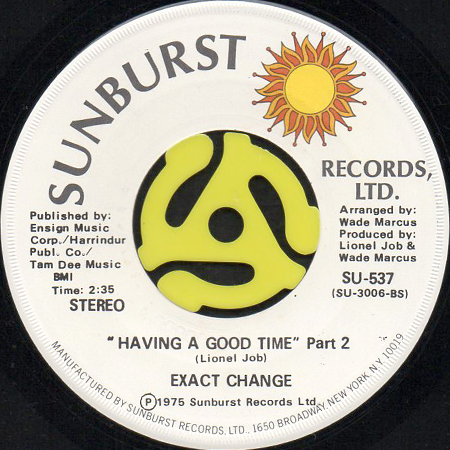 SUNBURST
RECORDS,
LTD.
Published by:
Ensign Music
Corp./Harrindur
Publ. Co./
Tam Dee Music
BMI
Time: 2:35
STEREO
Arranged by:
Wade Marcus
Produced by:
Lionel Job &
Wade Marcus
SU-537
(SU-3006-BS)
"HAVING A GOOD TIME" Part 2
(Lionel Job)
EXACT CHANGE
Ⓟ1975 Sunburst Records Ltd.
MANUFACTURED BY SUNBURST RECORDS, LTD., 1650 BROADWAY, NEW YORK, N.Y. 10019